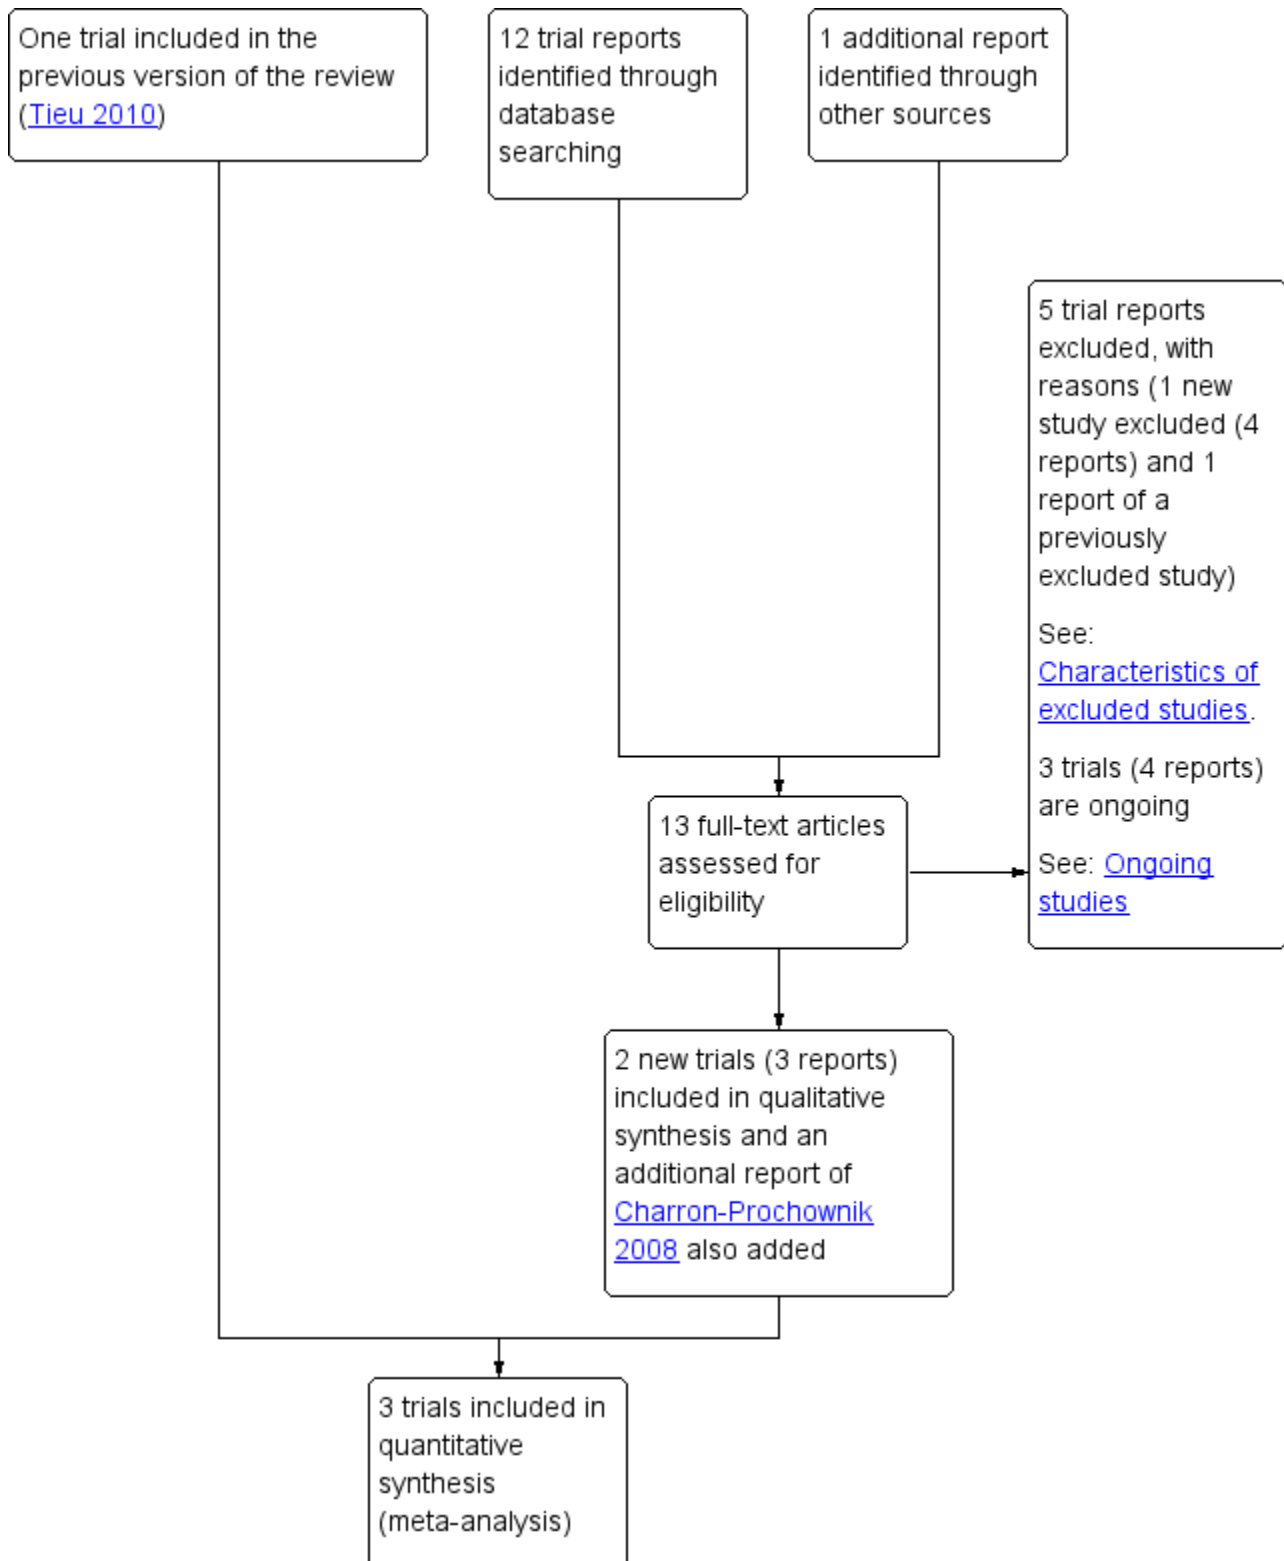 One trial included in the
previous version of the review
(Tieu 2010)
12 trial reports
identified through
database
searching
1 additional report
identified through
other sources
5 trial reports
excluded, with
reasons (1 new
study excluded (4
reports) and 1
report of a
previously
excluded study)
See:
Characteristics of
excluded studies.
3 trials (4 reports)
are ongoing
See: Ongoing
studies
13 full-text articles
assessed for
eligibility
2 new trials (3 reports)
included in qualitative
synthesis and an
additional report of
Charron-Prochownik
2008 also added
3 trials included in
quantitative
synthesis
(meta-analysis)